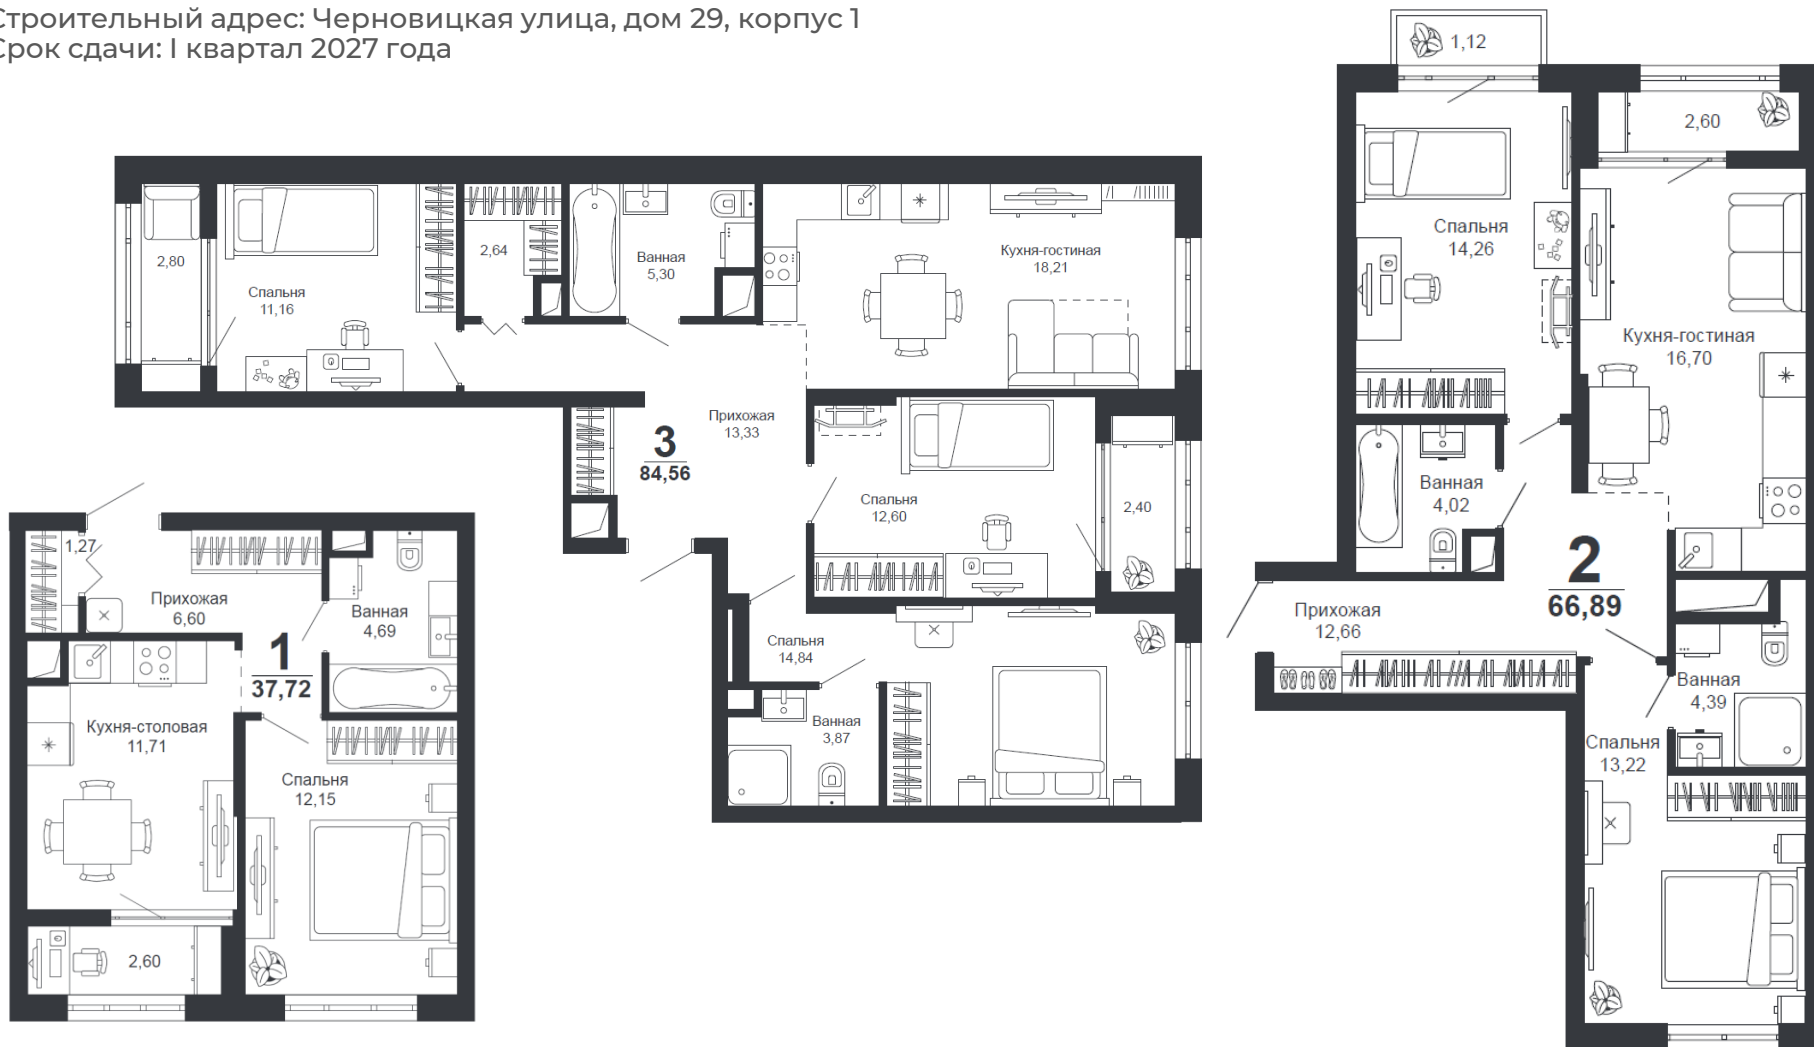 Строительный адрес: Черновицкая улица, дом 29, корпус 1
Срок сдачи: I квартал 2027 года
2,80
Спальня
11,16
2,64
Ванная
5,30
Кухня-гостиная
18,21
Прихожая
13,33
3
84,56
Спальня
12,60
2,40
Спальня
14,84
Ванная
3,87
1,27
Прихожая
6,60
Ванная
4,69
1
37,72
Кухня-столовая
11,71
Спальня
12,15
2,60
1,12
2,60
Спальня
14,26
Кухня-гостиная
16,70
Ванная
4,02
2
66,89
Прихожая
12,66
Ванная
4,39
Спальня
13,22